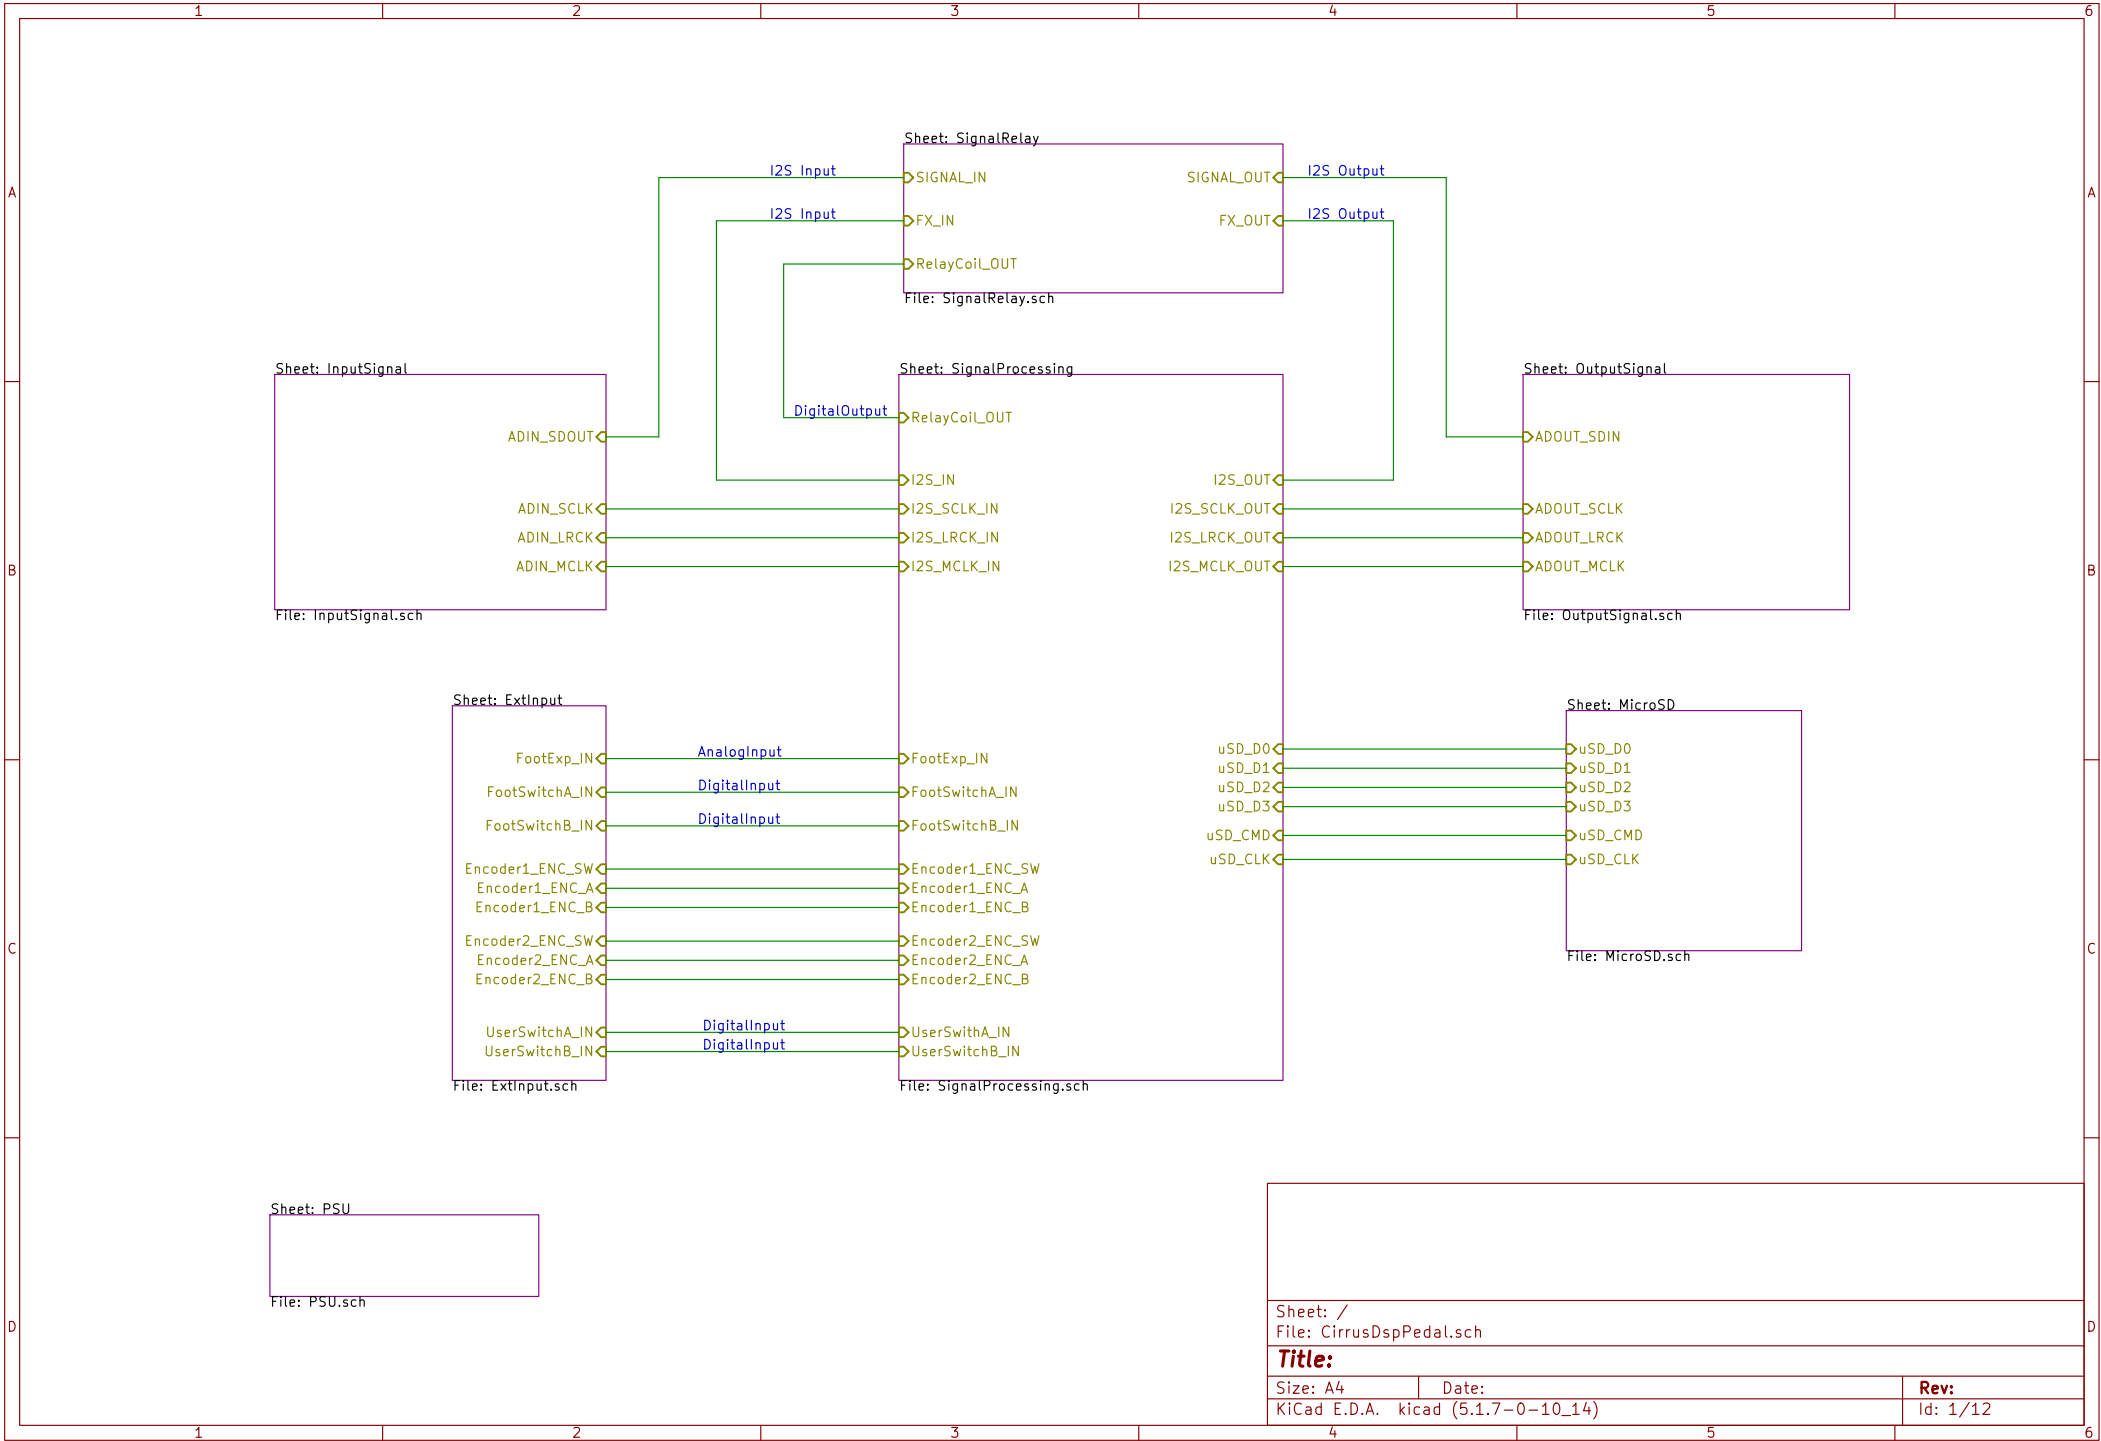 1 2 3 4 5 6
A A
B B
C C
D D
Sheet: SignalRelay
I2S Input
SIGNAL_IN
SIGNAL_OUT
I2S Output
I2S Input
FX_IN
FX_OUT
I2S Output
RelayCoil_OUT
File: SignalRelay.sch
Sheet: InputSignal
ADIN_SDOUT
ADIN_SCLK
ADIN_LRCK
ADIN_MCLK
File: InputSignal.sch
Sheet: SignalProcessing
DigitalOutput
RelayCoil_OUT
I2S_IN
I2S_SCLK_IN
I2S_LRCK_IN
I2S_MCLK_IN
I2S_OUT
I2S_SCLK_OUT
I2S_LRCK_OUT
I2S_MCLK_OUT
Sheet: OutputSignal
ADOUT_SDIN
ADOUT_SCLK
ADOUT_LRCK
ADOUT_MCLK
File: OutputSignal.sch
Sheet: ExtInput
FootExp_IN
FootSwitchA_IN
FootSwitchB_IN
Encoder1_ENC_SW
Encoder1_ENC_A
Encoder1_ENC_B
Encoder2_ENC_SW
Encoder2_ENC_A
Encoder2_ENC_B
UserSwitchA_IN
UserSwitchB_IN
File: ExtInput.sch
AnalogInput
DigitalInput
DigitalInput
DigitalInput
DigitalInput
FootExp_IN
FootSwitchA_IN
FootSwitchB_IN
Encoder1_ENC_SW
Encoder1_ENC_A
Encoder1_ENC_B
Encoder2_ENC_SW
Encoder2_ENC_A
Encoder2_ENC_B
UserSwithA_IN
UserSwitchB_IN
File: SignalProcessing.sch
uSD_D0
uSD_D1
uSD_D2
uSD_D3
uSD_CMD
uSD_CLK
Sheet: MicroSD
uSD_D0
uSD_D1
uSD_D2
uSD_D3
uSD_CMD
uSD_CLK
File: MicroSD.sch
Sheet: PSU
File: PSU.sch
Sheet: /
File: CirrusDspPedal.sch
Title:
Size: A4 Date: Rev:
KiCad E.D.A. kicad (5.1.7-0-10_14) Id: 1/12
1 2 3 4 5 6